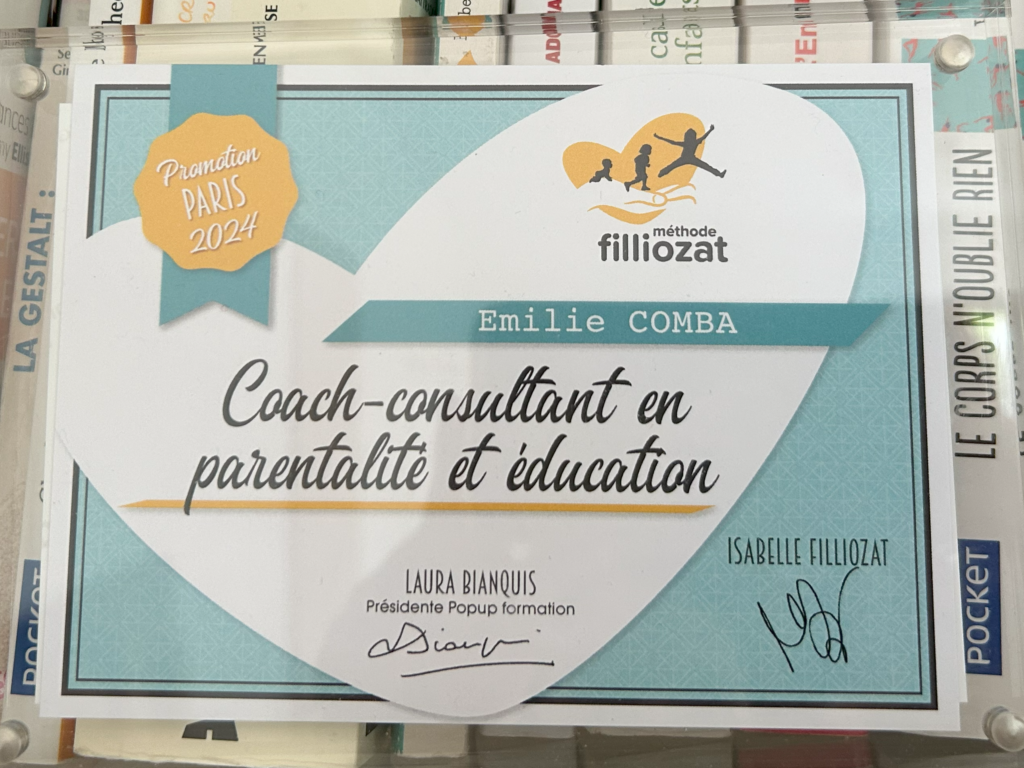 Promotion
PARIS
2024
méthode
filliozat
Emilie COMBA
Coach-consultant en
parentalité et éducation
LAURA BIANQUIS
Présidente Popup formation
ISABELLE FILLIOZAT
LA GESTALT :
POCKET
LE CORPS N'OUBLIE RIEN
POCKET